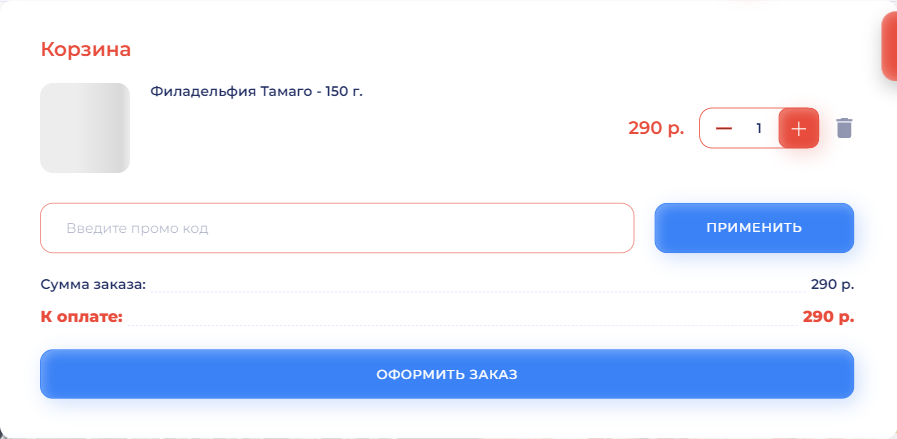 Корзина
Филадельфия Тамаго - 150 г.
290 р.
1
Введите промо код
ПРИМЕНИТЬ
Сумма заказа: 290 р.
К оплате: 290 р.
ОФОРМИТЬ ЗАКАЗ